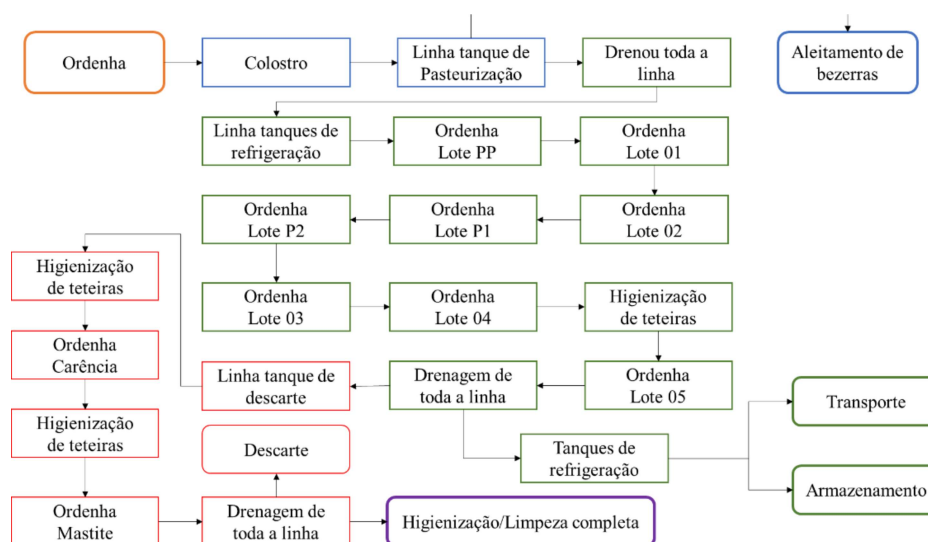 Ordenha
Colostro
Linha tanque de
Pasteurização
Drenou toda a
linha
Aleitamento de
bezerras
Linha tanques de
refrigeração
Ordenha
Lote PP
Ordenha
Lote 01
Ordenha
Lote P2
Ordenha
Lote P1
Ordenha
Lote 02
Higienização
de teteiras
Ordenha
Lote 03
Ordenha
Lote 04
Higienização
de teteiras
Ordenha
Carência
Linha tanque de
descarte
Drenagem de
toda a linha
Ordenha
Lote 05
Transporte
Higienização
de teteiras
Descarte
Tanques de
refrigeração
Armazenamento
Ordenha
Mastite
Drenagem de
toda a linha
Higienização/Limpeza completa